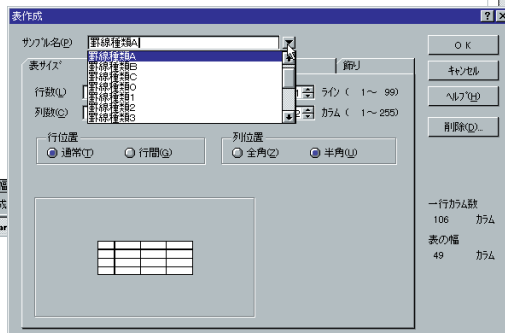 表作成
サンプル名(P) 罫線種類A
罫線種類A
罫線種類B
罫線種類C
罫線種類0
罫線種類1
罫線種類2
罫線種類3
表サイズ
飾り
行数(L) 1 ライン ( 1～ 99)
列数(C) 2 カラム ( 1～255)
行位置
通常(T) 行間(G)
列位置
全角(Z) 半角(U)
OK
キャンセル
ヘルプ(H)
削除(D)...
一行カラム数
106 カラム
表の幅
49 カラム